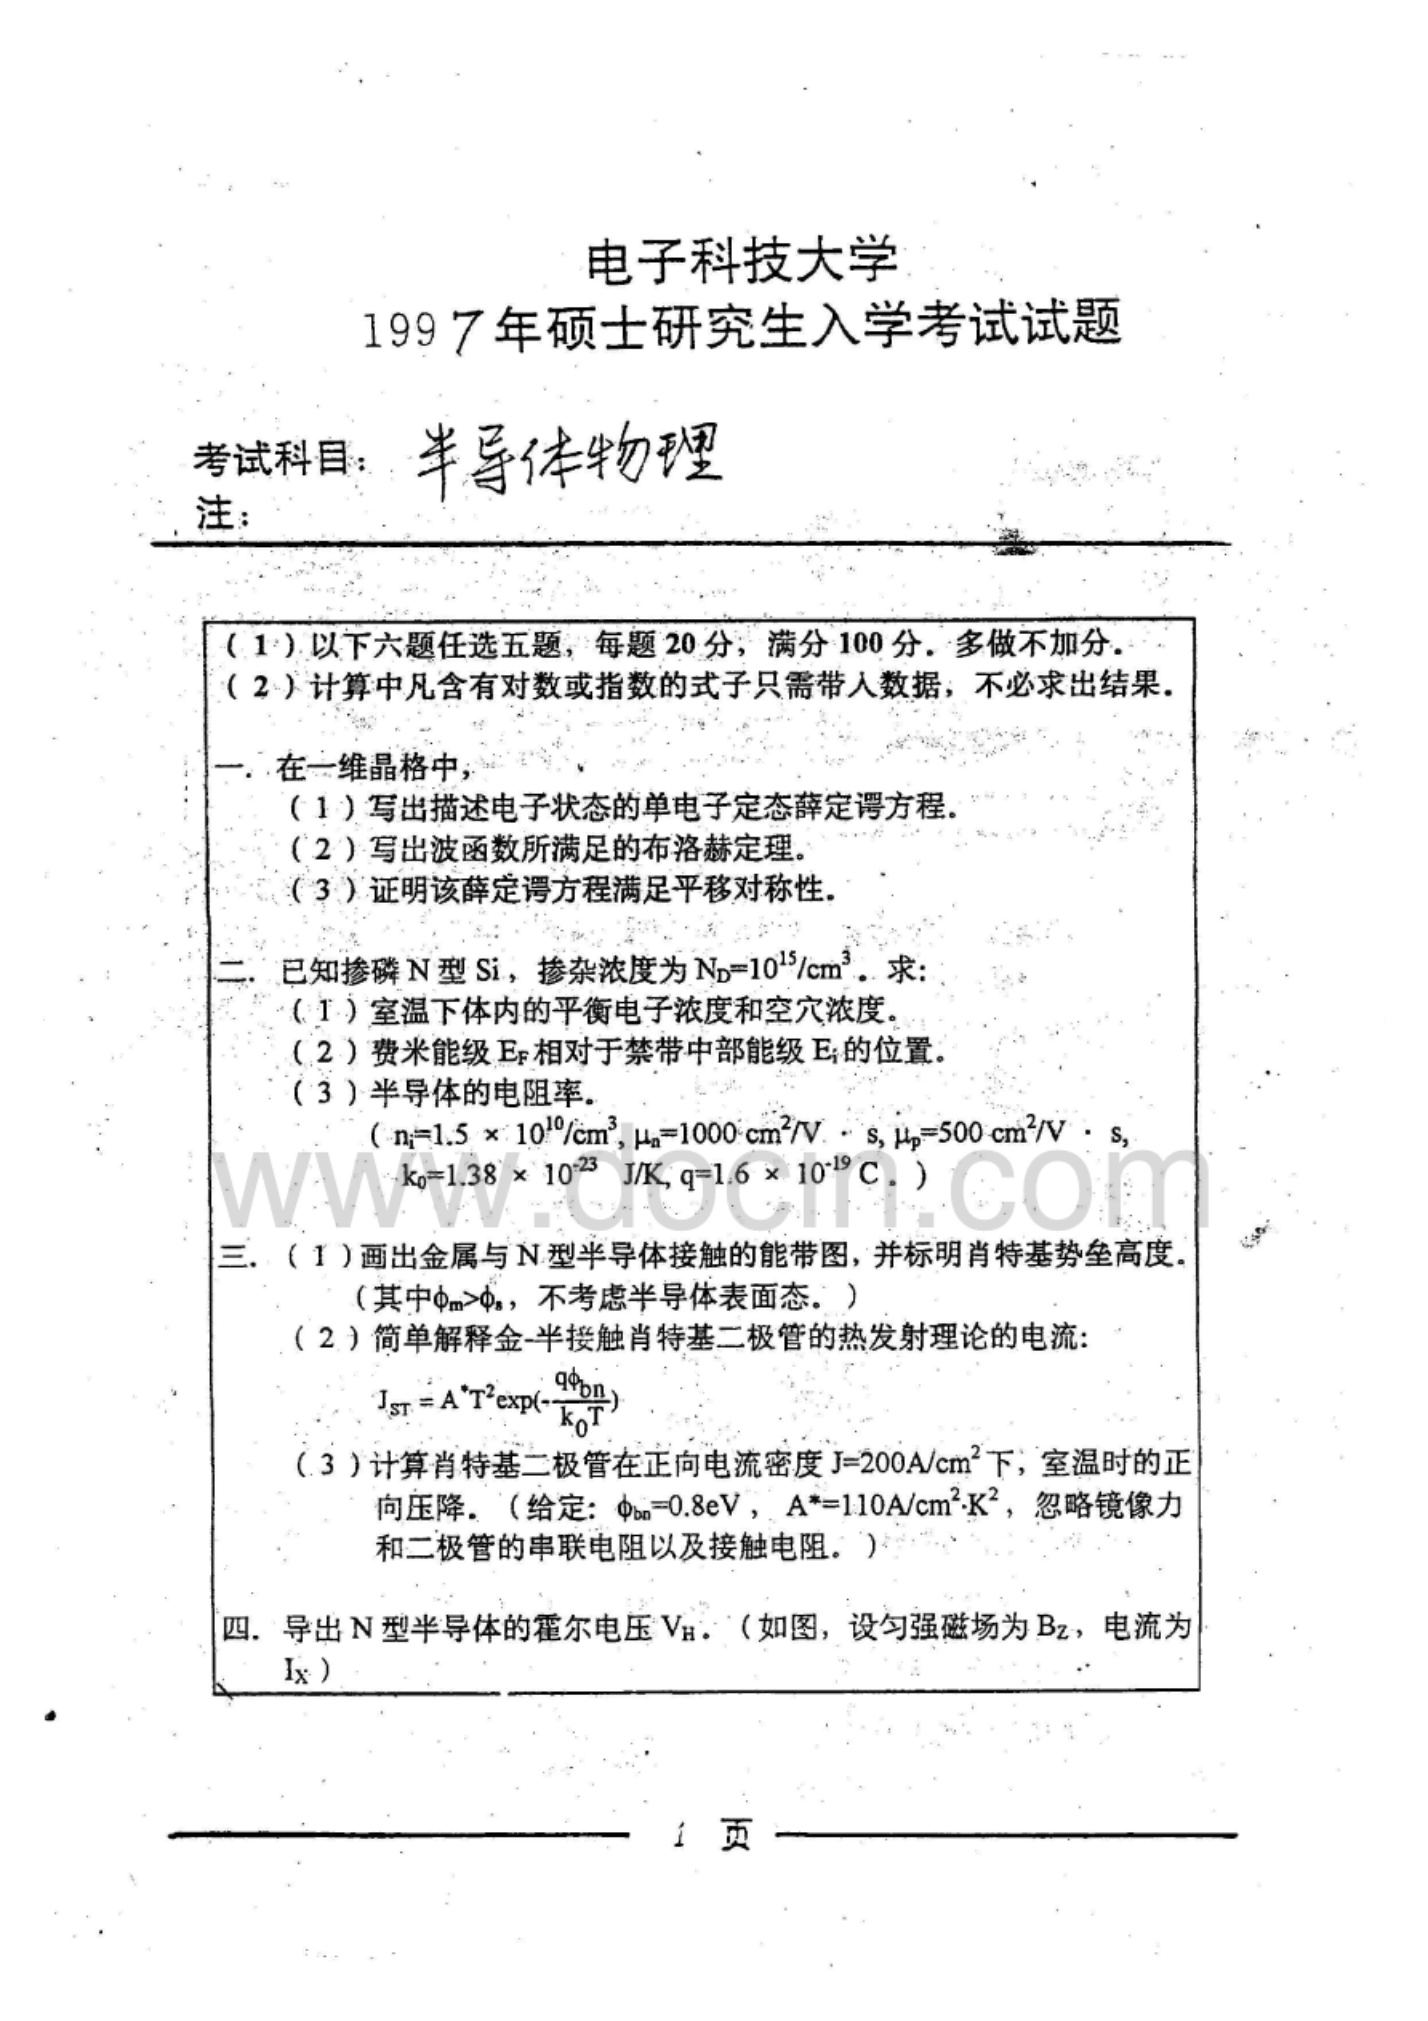 电子科技大学
1997年硕士研究生入学考试试题
考试科目：半导体物理
注：
（1）以下六题任选五题，每题20分，满分100分．多做不加分。
（2）计算中凡含有对数或指数的式子只需带人数据，不必求出结果．
一．在一维晶格中，
（1）写出描述电子状态的单电子定态薛定谔方程．
（2）写出波函数所满足的布洛赫定理。
（3）证明该薛定谔方程满足平移对称性．
二．已知掺磷N型Si，掺杂浓度为N_D=10^15/cm^3．求：
（1）室温下体内的平衡电子浓度和空穴浓度。
（2）费米能级E_F相对于禁带中部能级E_i的位置。
（3）半导体的电阻率．
（n_i=1.5×10^10/cm^3, μ_n=1000 cm^2/V·s, μ_p=500 cm^2/V·s,
k_0=1.38×10^-23 J/K, q=1.6×10^-19 C。）
三．（1）画出金属与N型半导体接触的能带图，并标明肖特基势垒高度．
（其中ϕ_m>ϕ_s，不考虑半导体表面态。）
（2）简单解释金-半接触肖特基二极管的热发射理论的电流：
J_ST = A^*T^2exp(-qϕ_bn/k_0T)
（3）计算肖特基二极管在正向电流密度J=200A/cm^2下，室温时的正
向压降．（给定：ϕ_bn=0.8eV，A*=110A/cm^2·K^2，忽略镜像力
和二极管的串联电阻以及接触电阻．）
四．导出N型半导体的霍尔电压V_H．（如图，设匀强磁场为B_Z，电流为
I_X）
1 页
www.docin.com